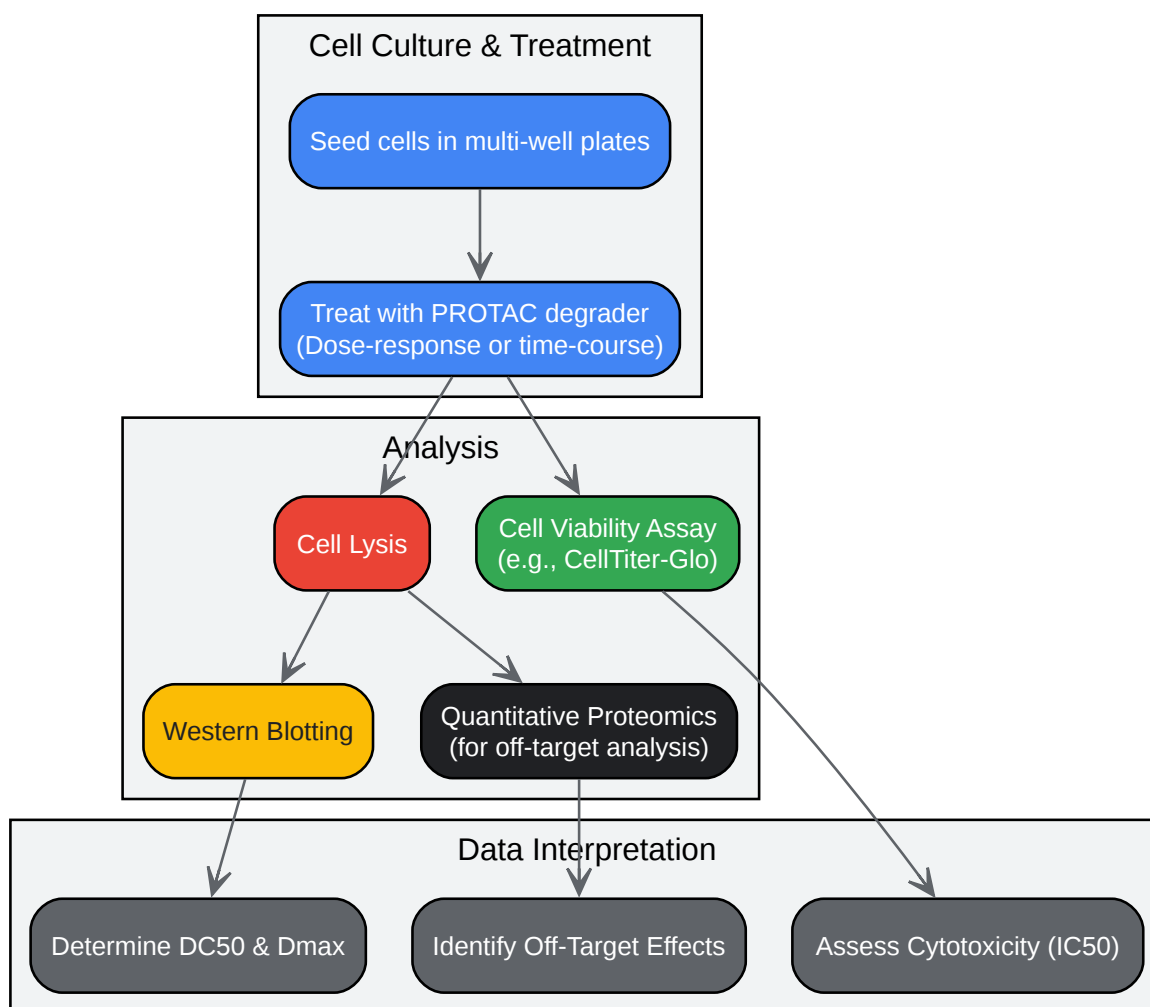 Cell Culture & Treatment
Seed cells in multi-well plates
Treat with PROTAC degrader
(Dose-response or time-course)
Analysis
Cell Lysis
Cell Viability Assay
(e.g., CellTiter-Glo)
Western Blotting
Quantitative Proteomics
(for off-target analysis)
Data Interpretation
Determine DC50 & Dmax
Identify Off-Target Effects
Assess Cytotoxicity (IC50)